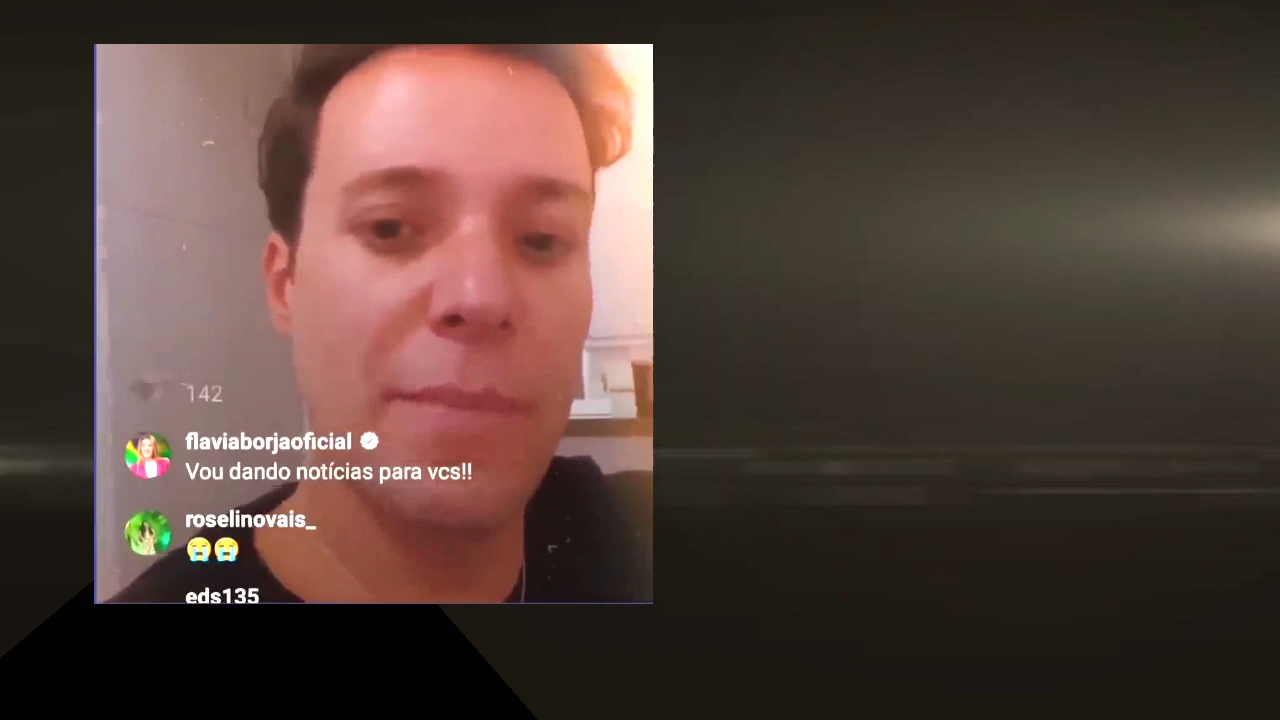 142
flaviaborjaoficial
Vou dando notícias para vcs!!
roselinovais_
😭😭
eds135